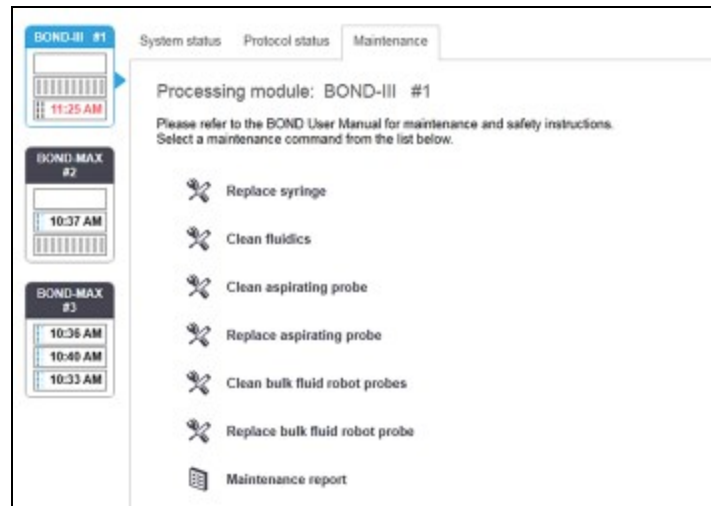 BOND-III #1
11:25 AM
BOND-MAX
#2
10:37 AM
BOND-MAX
#3
10:36 AM
10:40 AM
10:33 AM
System status Protocol status Maintenance
Processing module: BOND-III #1
Please refer to the BOND User Manual for maintenance and safety instructions.
Select a maintenance command from the list below.
Replace syringe
Clean fluidics
Clean aspirating probe
Replace aspirating probe
Clean bulk fluid robot probes
Replace bulk fluid robot probe
Maintenance report